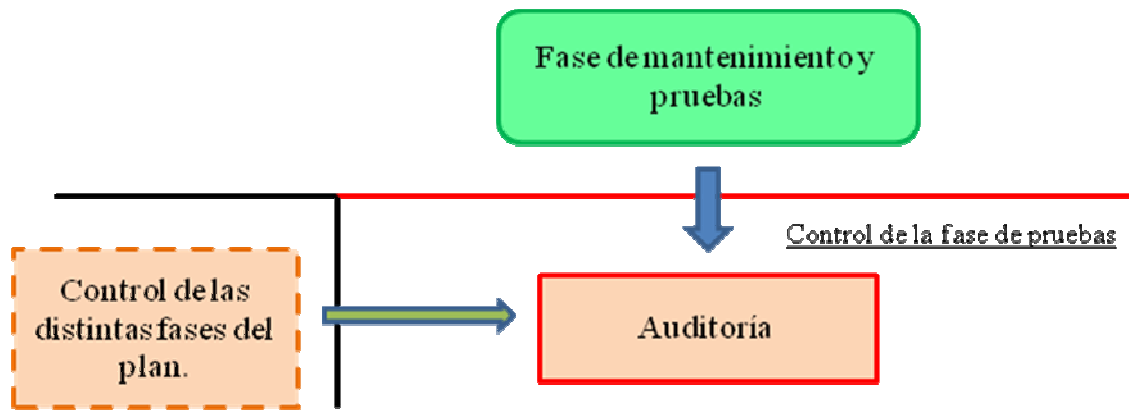 Fase de mantenimiento y
pruebas
Control de la fase de pruebas
Control de las
distintas fases del
plan.
Auditoría